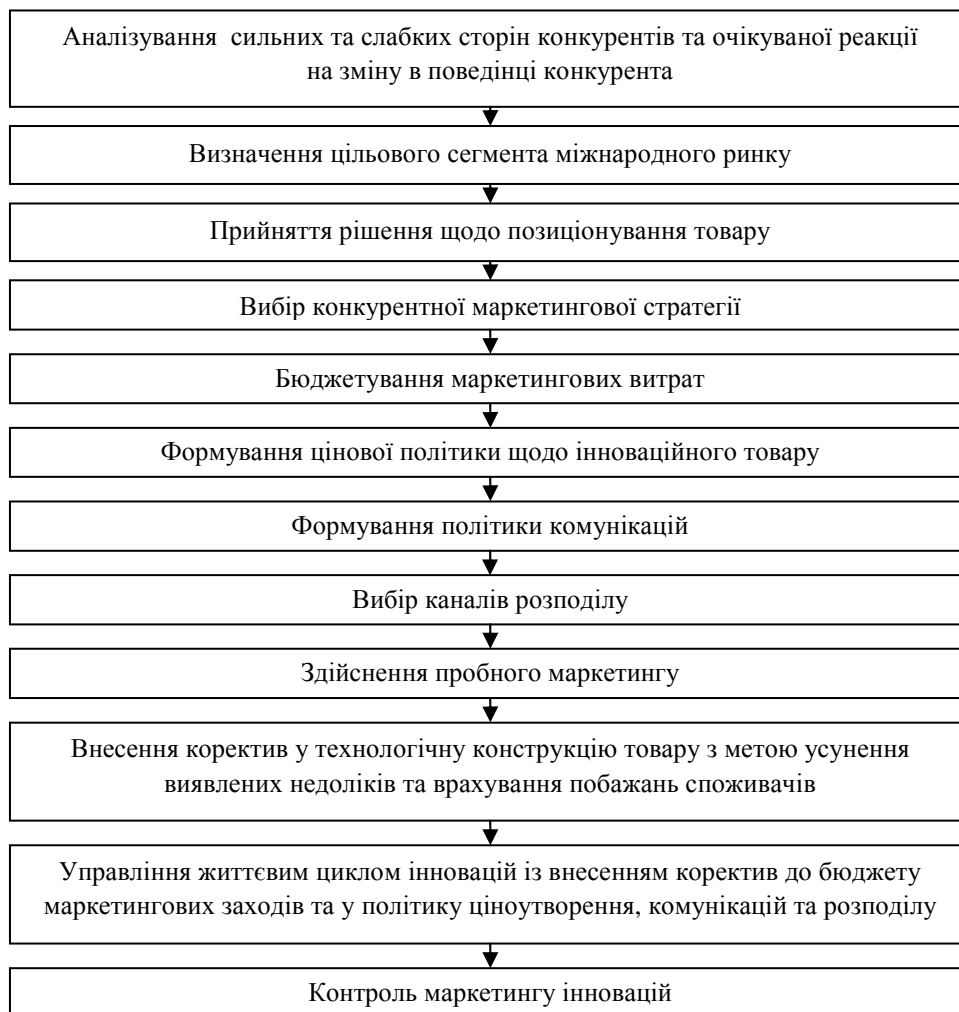 Аналізування сильних та слабких сторін конкурентів та очікуваної реакції
на зміну в поведінці конкурента
Визначення цільового сегмента міжнародного ринку
Прийняття рішення щодо позиціонування товару
Вибір конкурентної маркетингової стратегії
Бюджетування маркетингових витрат
Формування цінової політики щодо інноваційного товару
Формування політики комунікацій
Вибір каналів розподілу
Здійснення пробного маркетингу
Внесення коректив у технологічну конструкцію товару з метою усунення
виявлених недоліків та врахування побажань споживачів
Управління життєвим циклом інновацій із внесенням коректив до бюджету
маркетингових заходів та у політику ціноутворення, комунікацій та розподілу
Контроль маркетингу інновацій